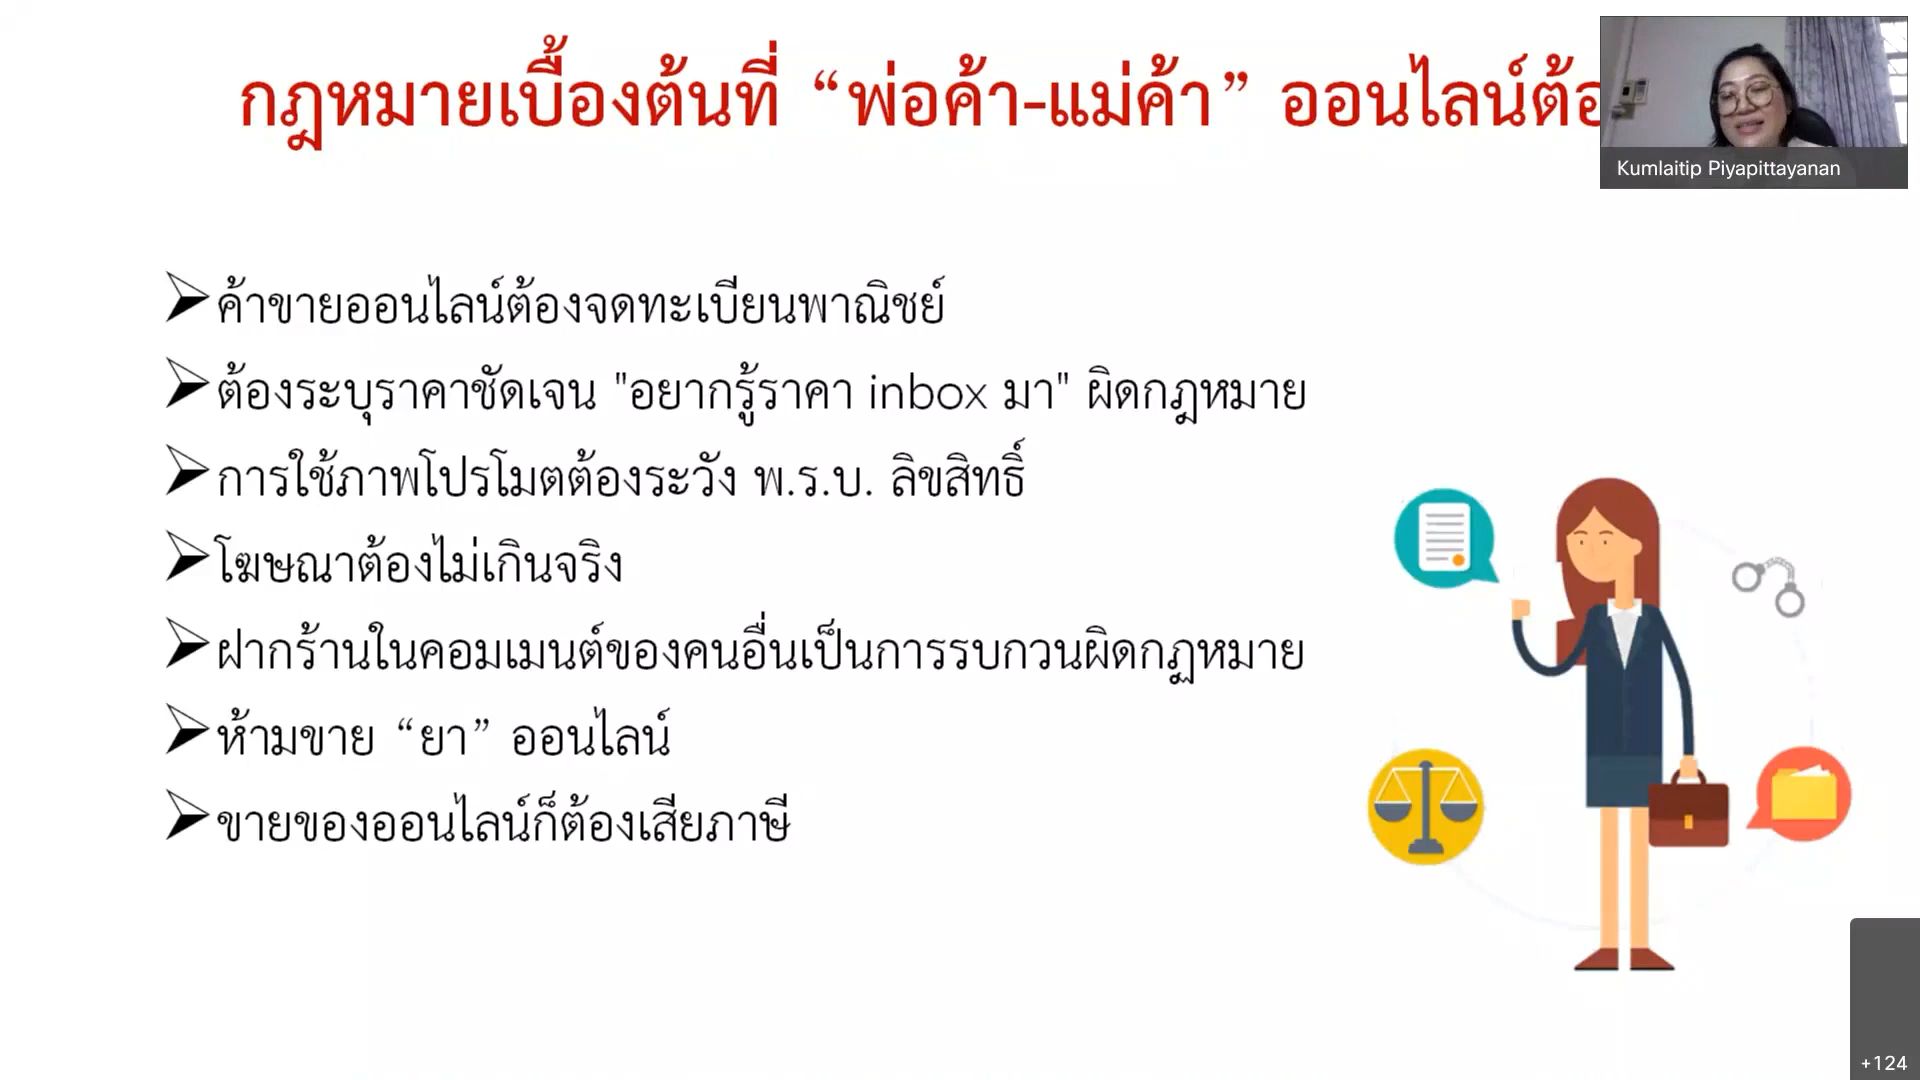 กฎหมายเบื้องต้นที่ “พ่อค้า-แม่ค้า” ออนไลน์
Kumlaitip Piyapittayanan
➢ค้าขายออนไลน์ต้องจดทะเบียนพาณิชย์
➢ต้องระบุราคาชัดเจน "อยากรู้ราคา inbox มา" ผิดกฎหมาย
➢การใช้ภาพโปรโมตต้องระวัง พ.ร.บ. ลิขสิทธิ์
➢โฆษณาต้องไม่เกินจริง
➢ฝากร้านในคอมเมนต์ของคนอื่นเป็นการรบกวนผิดกฏหมาย
➢ห้ามขาย “ยา” ออนไลน์
➢ขายของออนไลน์ก็ต้องเสียภาษี
+124